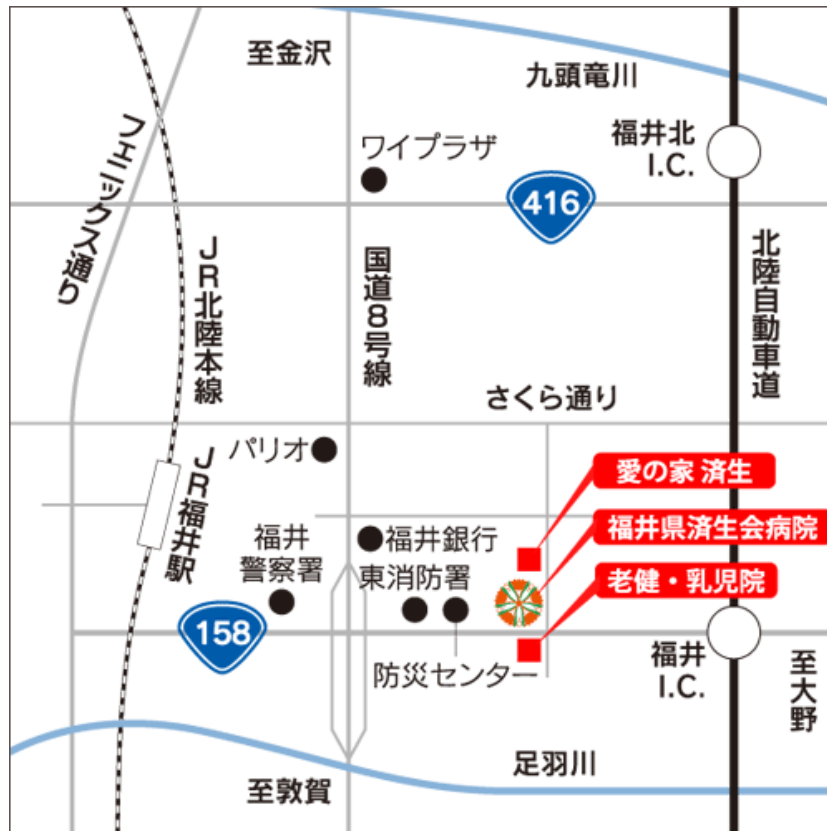 至金沢
九頭竜川
フェニックス通り
ワイプラザ
福井北
I.C.
416
JR北陸本線
国道8号線
北陸自動車道
さくら通り
パリオ
愛の家 済生
JR福井駅
福井
警察署
福井銀行
福井県済生会病院
東消防署
老健・乳児院
158
防災センター
福井
I.C.
至大野
足羽川
至敦賀